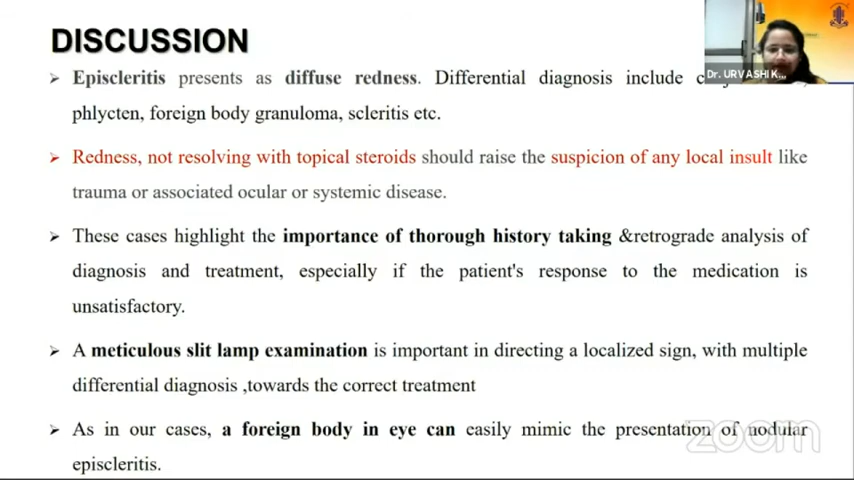 DISCUSSION
➢ Episcleritis presents as diffuse redness. Differential diagnosis include
phlycten, foreign body granuloma, scleritis etc.
➢ Redness, not resolving with topical steroids should raise the suspicion of any local insult like
trauma or associated ocular or systemic disease.
➢ These cases highlight the importance of thorough history taking &retrograde analysis of
diagnosis and treatment, especially if the patient's response to the medication is
unsatisfactory.
➢ A meticulous slit lamp examination is important in directing a localized sign, with multiple
differential diagnosis ,towards the correct treatment
➢ As in our cases, a foreign body in eye can easily mimic the presentation of nodular
episcleritis.
Dr. URVASHI K...
zoom